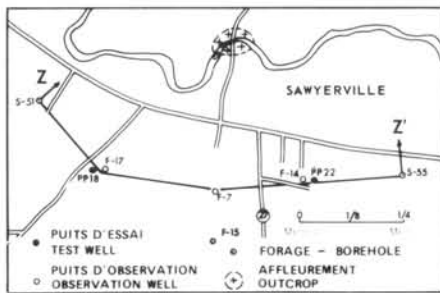 SAWYERVILLE
Z
S-51
Z'
F-17
PP18
F-14
PP22
S-55
F-7
27
0 1/8 1/4
PUITS D'ESSAI
TEST WELL
F-15
FORAGE - BOREHOLE
PUITS D'OBSERVATION
OBSERVATION WELL
AFFLEUREMENT
OUTCROP